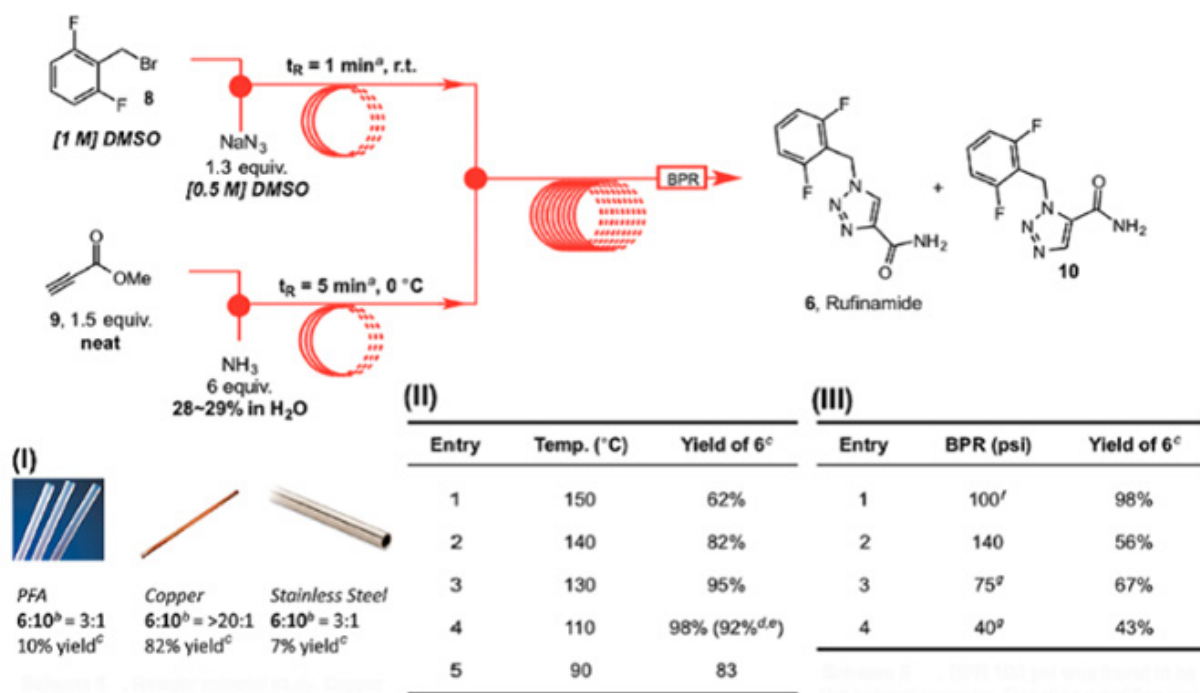 F
Br
F
8
[1 M] DMSO
NaN3
1.3 equiv.
[0.5 M] DMSO
tR = 1 minᵃ, r.t.
O
OMe
9, 1.5 equiv.
neat
NH3
6 equiv.
28~29% in H2O
tR = 5 minᵃ, 0 °C
BPR
F
F
N
N
N
NH2
O
6, Rufinamide
+
F
F
N
N
N
O
NH2
10
(I)
PFA
6:10ᵇ = 3:1
10% yieldᶜ
Copper
6:10ᵇ = >20:1
82% yieldᶜ
Stainless Steel
6:10ᵇ = 3:1
7% yieldᶜ
(II)
Entry Temp. (°C) Yield of 6ᶜ
1 150 62%
2 140 82%
3 130 95%
4 110 98% (92%ᵈ,ᵉ)
5 90 83
(III)
Entry BPR (psi) Yield of 6ᶜ
1 100ᶠ 98%
2 140 56%
3 75ᵍ 67%
4 40ᵍ 43%